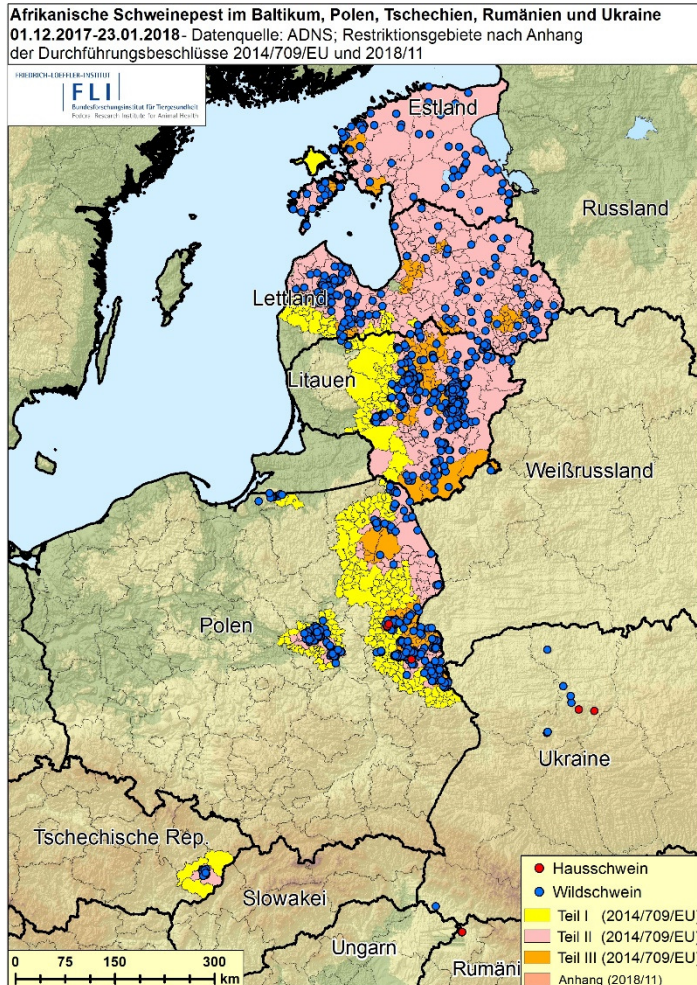 Afrikanische Schweinepest im Baltikum, Polen, Tschechien, Rumänien und Ukraine
01.12.2017-23.01.2018 - Datenquelle: ADNS; Restriktionsgebiete nach Anhang
der Durchführungsbeschlüsse 2014/709/EU und 2018/11
FRIEDRICH-LOEFFLER-INSTITUT
FLI
Bundesforschungsinstitut für Tiergesundheit
Federal Research Institute for Animal Health
Estland
Russland
Lettland
Litauen
Weißrussland
Polen
Ukraine
Tschechische Rep.
Slowakei
Ungarn
Rumäni
Hausschwein
Wildschwein
Teil I (2014/709/EU)
Teil II (2014/709/EU)
Teil III (2014/709/EU)
Anhang (2018/11)
0 75 150 300
km